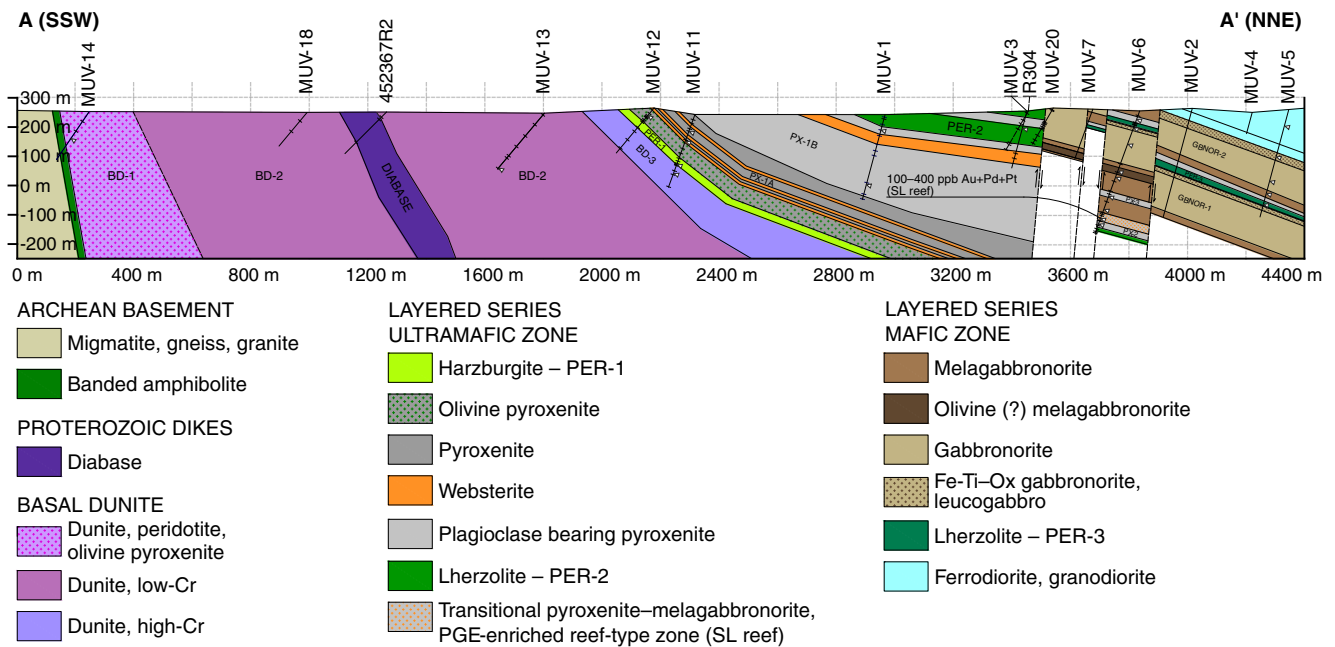 A (SSW)
A' (NNE)
MUV-14
MUV-18
452367R2
MUV-13
MUV-12
MUV-11
MUV-1
MUV-3
IR304
MUV-20
MUV-7
MUV-6
MUV-2
MUV-4
MUV-5
300 m
200 m
100 m
0 m
-100 m
-200 m
BD-1
BD-2
DIABASE
BD-2
BD-3
PER-1
PX-1A
PX-1B
PER-2
100–400 ppb Au+Pd+Pt
(SL reef)
PX2
GBNOR-2
GBNOR-1
0 m
400 m
800 m
1200 m
1600 m
2000 m
2400 m
2800 m
3200 m
3600 m
4000 m
4400 m
ARCHEAN BASEMENT
Migmatite, gneiss, granite
Banded amphibolite
PROTEROZOIC DIKES
Diabase
BASAL DUNITE
Dunite, peridotite,
olivine pyroxenite
Dunite, low-Cr
Dunite, high-Cr
LAYERED SERIES
ULTRAMAFIC ZONE
Harzburgite – PER-1
Olivine pyroxenite
Pyroxenite
Websterite
Plagioclase bearing pyroxenite
Lherzolite – PER-2
Transitional pyroxenite–melagabbronorite,
PGE-enriched reef-type zone (SL reef)
LAYERED SERIES
MAFIC ZONE
Melagabbronorite
Olivine (?) melagabbronorite
Gabbronorite
Fe-Ti–Ox gabbronorite,
leucogabbro
Lherzolite – PER-3
Ferrodiorite, granodiorite